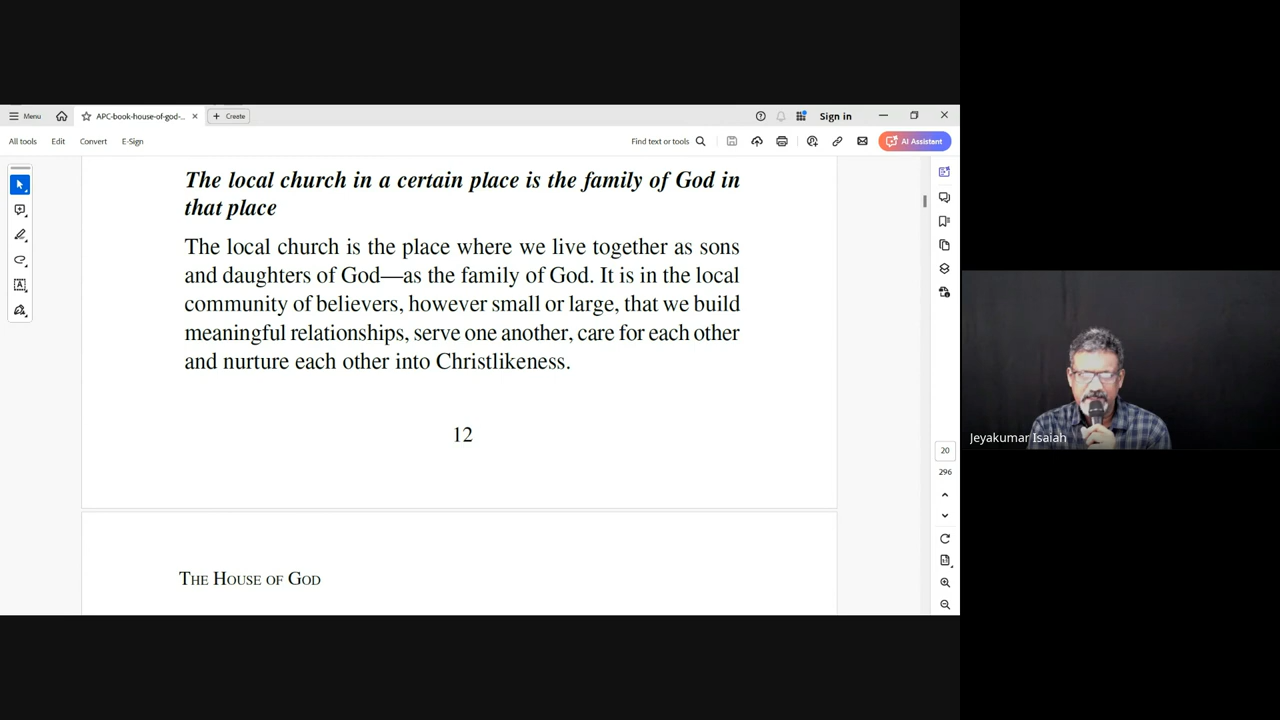 Menu
APC-book-house-of-god-...
Create
Sign in
All tools
Edit
Convert
E-Sign
Find text or tools
AI Assistant
The local church in a certain place is the family of God in
that place
The local church is the place where we live together as sons
and daughters of God—as the family of God. It is in the local
community of believers, however small or large, that we build
meaningful relationships, serve one another, care for each other
and nurture each other into Christlikeness.
12
THE HOUSE OF GOD
20
296
Jeyakumar Isaiah